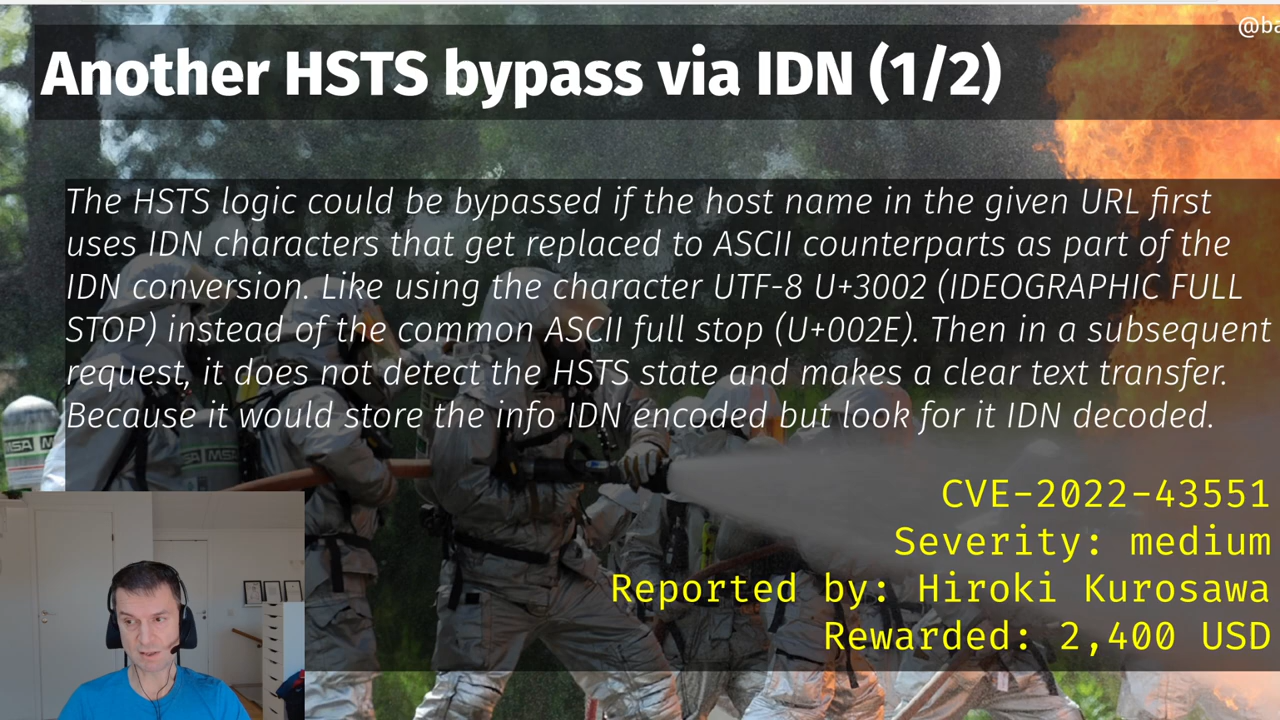 @ba
Another HSTS bypass via IDN (1/2)
The HSTS logic could be bypassed if the host name in the given URL first
uses IDN characters that get replaced to ASCII counterparts as part of the
IDN conversion. Like using the character UTF-8 U+3002 (IDEOGRAPHIC FULL
STOP) instead of the common ASCII full stop (U+002E). Then in a subsequent
request, it does not detect the HSTS state and makes a clear text transfer.
Because it would store the info IDN encoded but look for it IDN decoded.
MSA M
MSA M
CVE-2022-43551
Severity: medium
Reported by: Hiroki Kurosawa
Rewarded: 2,400 USD